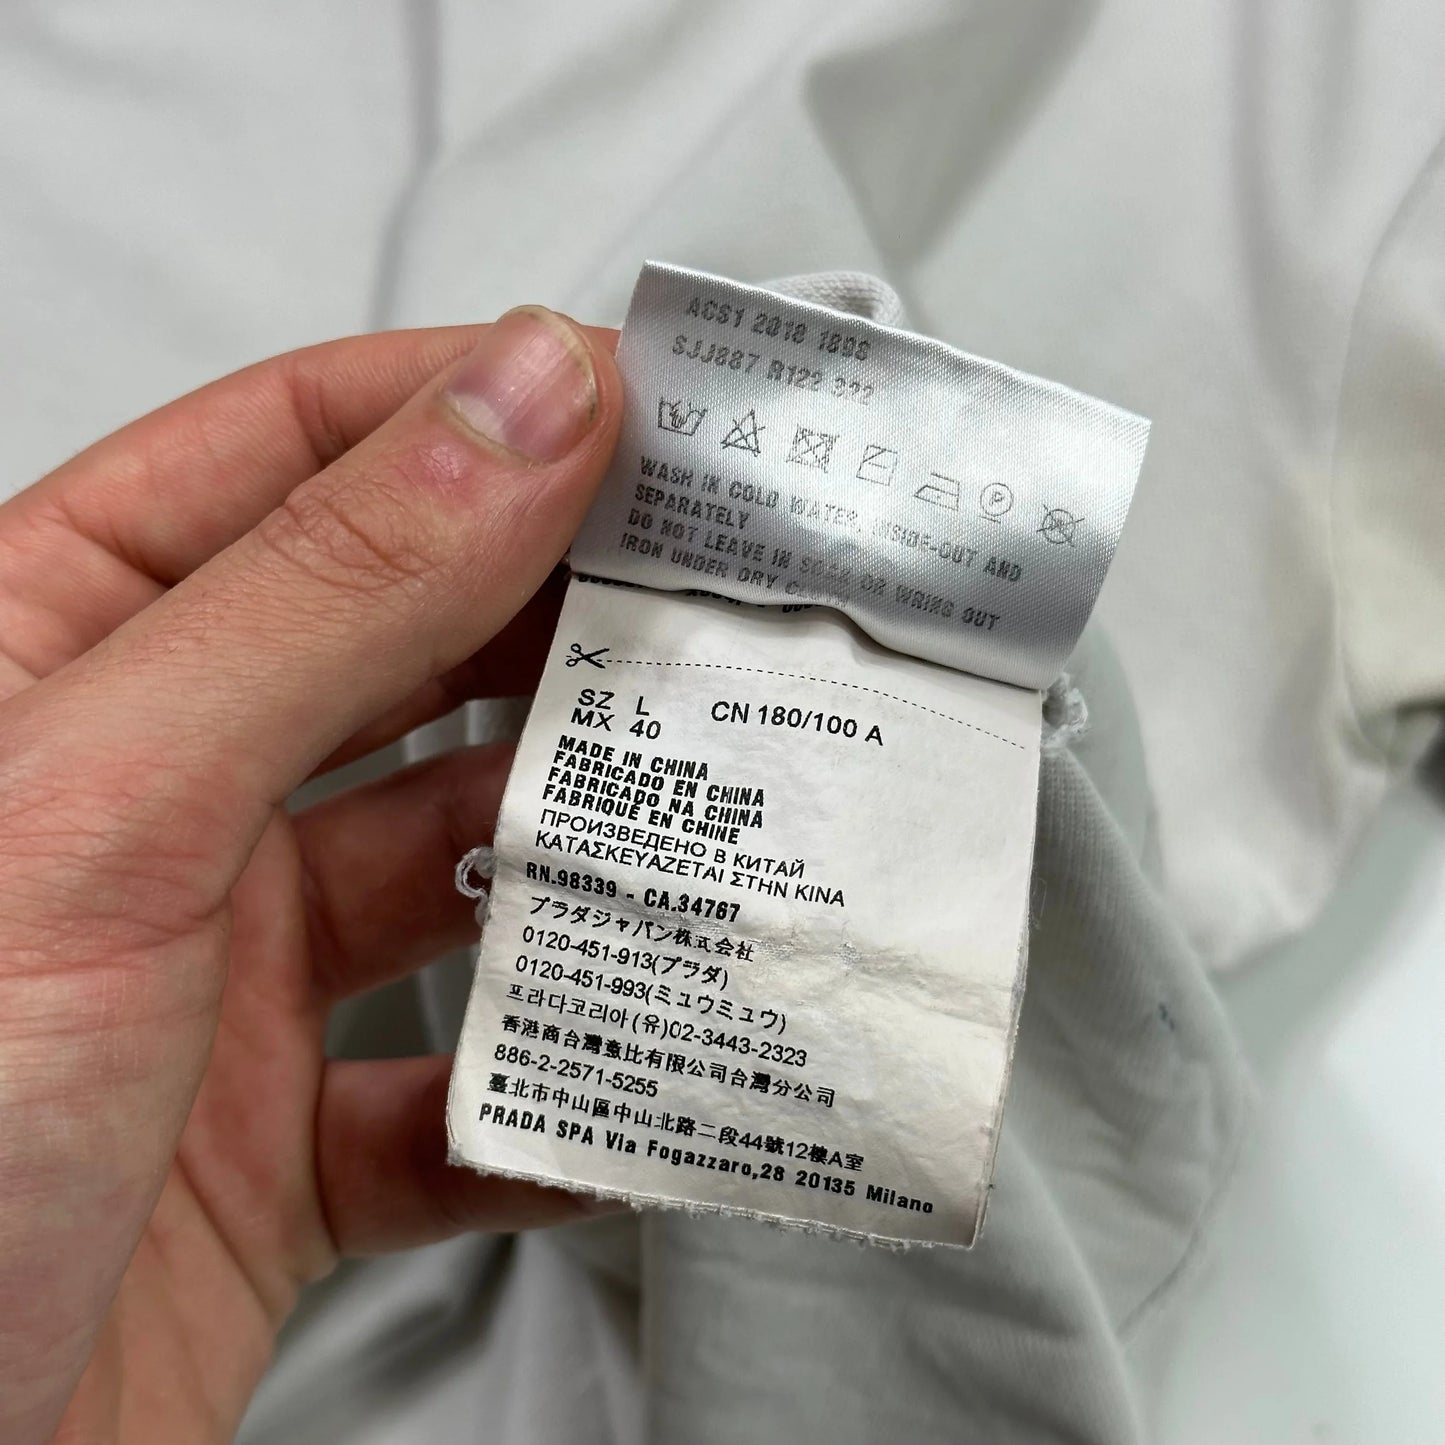 ACS1 2018 1898
SJJ887 R122 322
WASH IN COLD WATER, INSIDE-OUT AND
SEPARATELY
DO NOT LEAVE IN SOAK OR WRING OUT
IRON UNDER DRY
SZ L CN 180/100 A
MX 40
MADE IN CHINA
FABRICADO EN CHINA
FABRICADO NA CHINA
FABRIQUÉ EN CHINE
ПРОИЗВЕДЕНО В КИТАЙ
ΚΑΤΑΣΚΕΥΑΖΕΤΑΙ ΣΤΗΝ ΚΙΝΑ
RN.98339 - CA.34767
プラダジャパン株式会社
0120-451-913(プラダ)
0120-451-993(ミュウミュウ)
프라다코리아(유)02-3443-2323
香港商台灣意比有限公司台灣分公司
886-2-2571-5255
臺北市中山區中山北路二段44號12樓A室
PRADA SPA Via Fogazzaro,28 20135 Milano